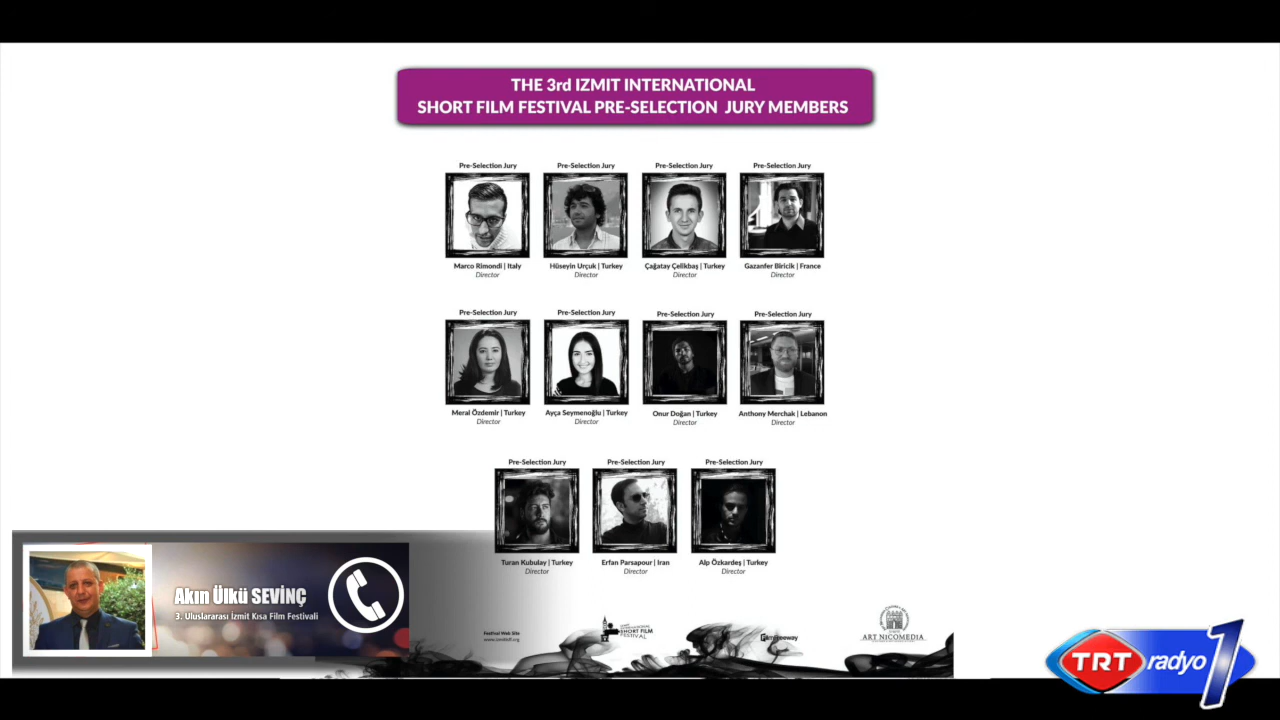 THE 3rd IZMIT INTERNATIONAL
SHORT FILM FESTIVAL PRE-SELECTION JURY MEMBERS
Pre-Selection Jury
Pre-Selection Jury
Pre-Selection Jury
Pre-Selection Jury
Marco Rimondi | Italy
Director
Hüseyin Urçuk | Turkey
Director
Çağatay Çelikbaş | Turkey
Director
Gazanfer Biricik | France
Director
Pre-Selection Jury
Pre-Selection Jury
Pre-Selection Jury
Pre-Selection Jury
Meral Özdemir | Turkey
Director
Ayça Seymenoğlu | Turkey
Director
Onur Doğan | Turkey
Director
Anthony Merchak | Lebanon
Director
Pre-Selection Jury
Pre-Selection Jury
Pre-Selection Jury
Turan Kubulay | Turkey
Director
Erfan Parsapour | Iran
Director
Alp Özkardeş | Turkey
Director
Akın Ülkü SEVİNÇ
3. Uluslararası İzmit Kısa Film Festivali
Festival Web Site
SHORT FILM
FESTIVAL
ART NICOMEDIA
TRT radyo 1